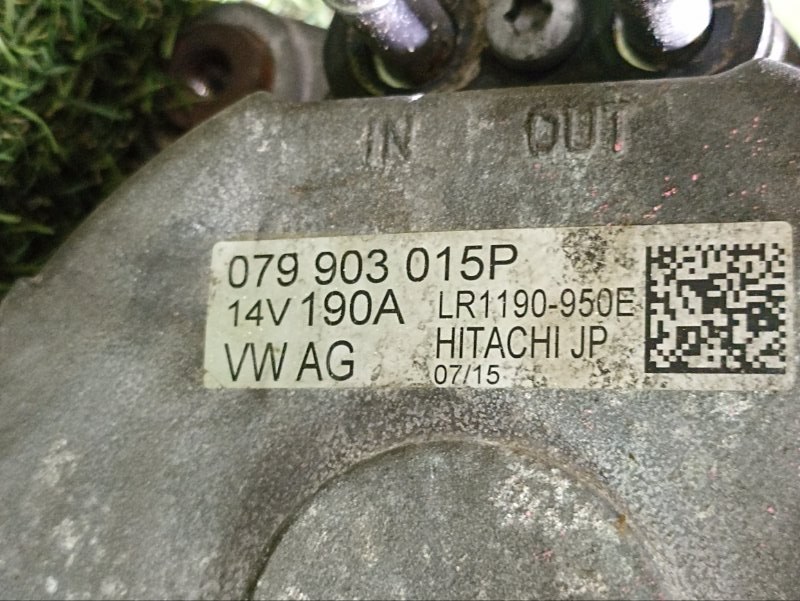 IN OUT
079 903 015P
14V 190A LR1190-950E
VW AG HITACHI JP
07/15